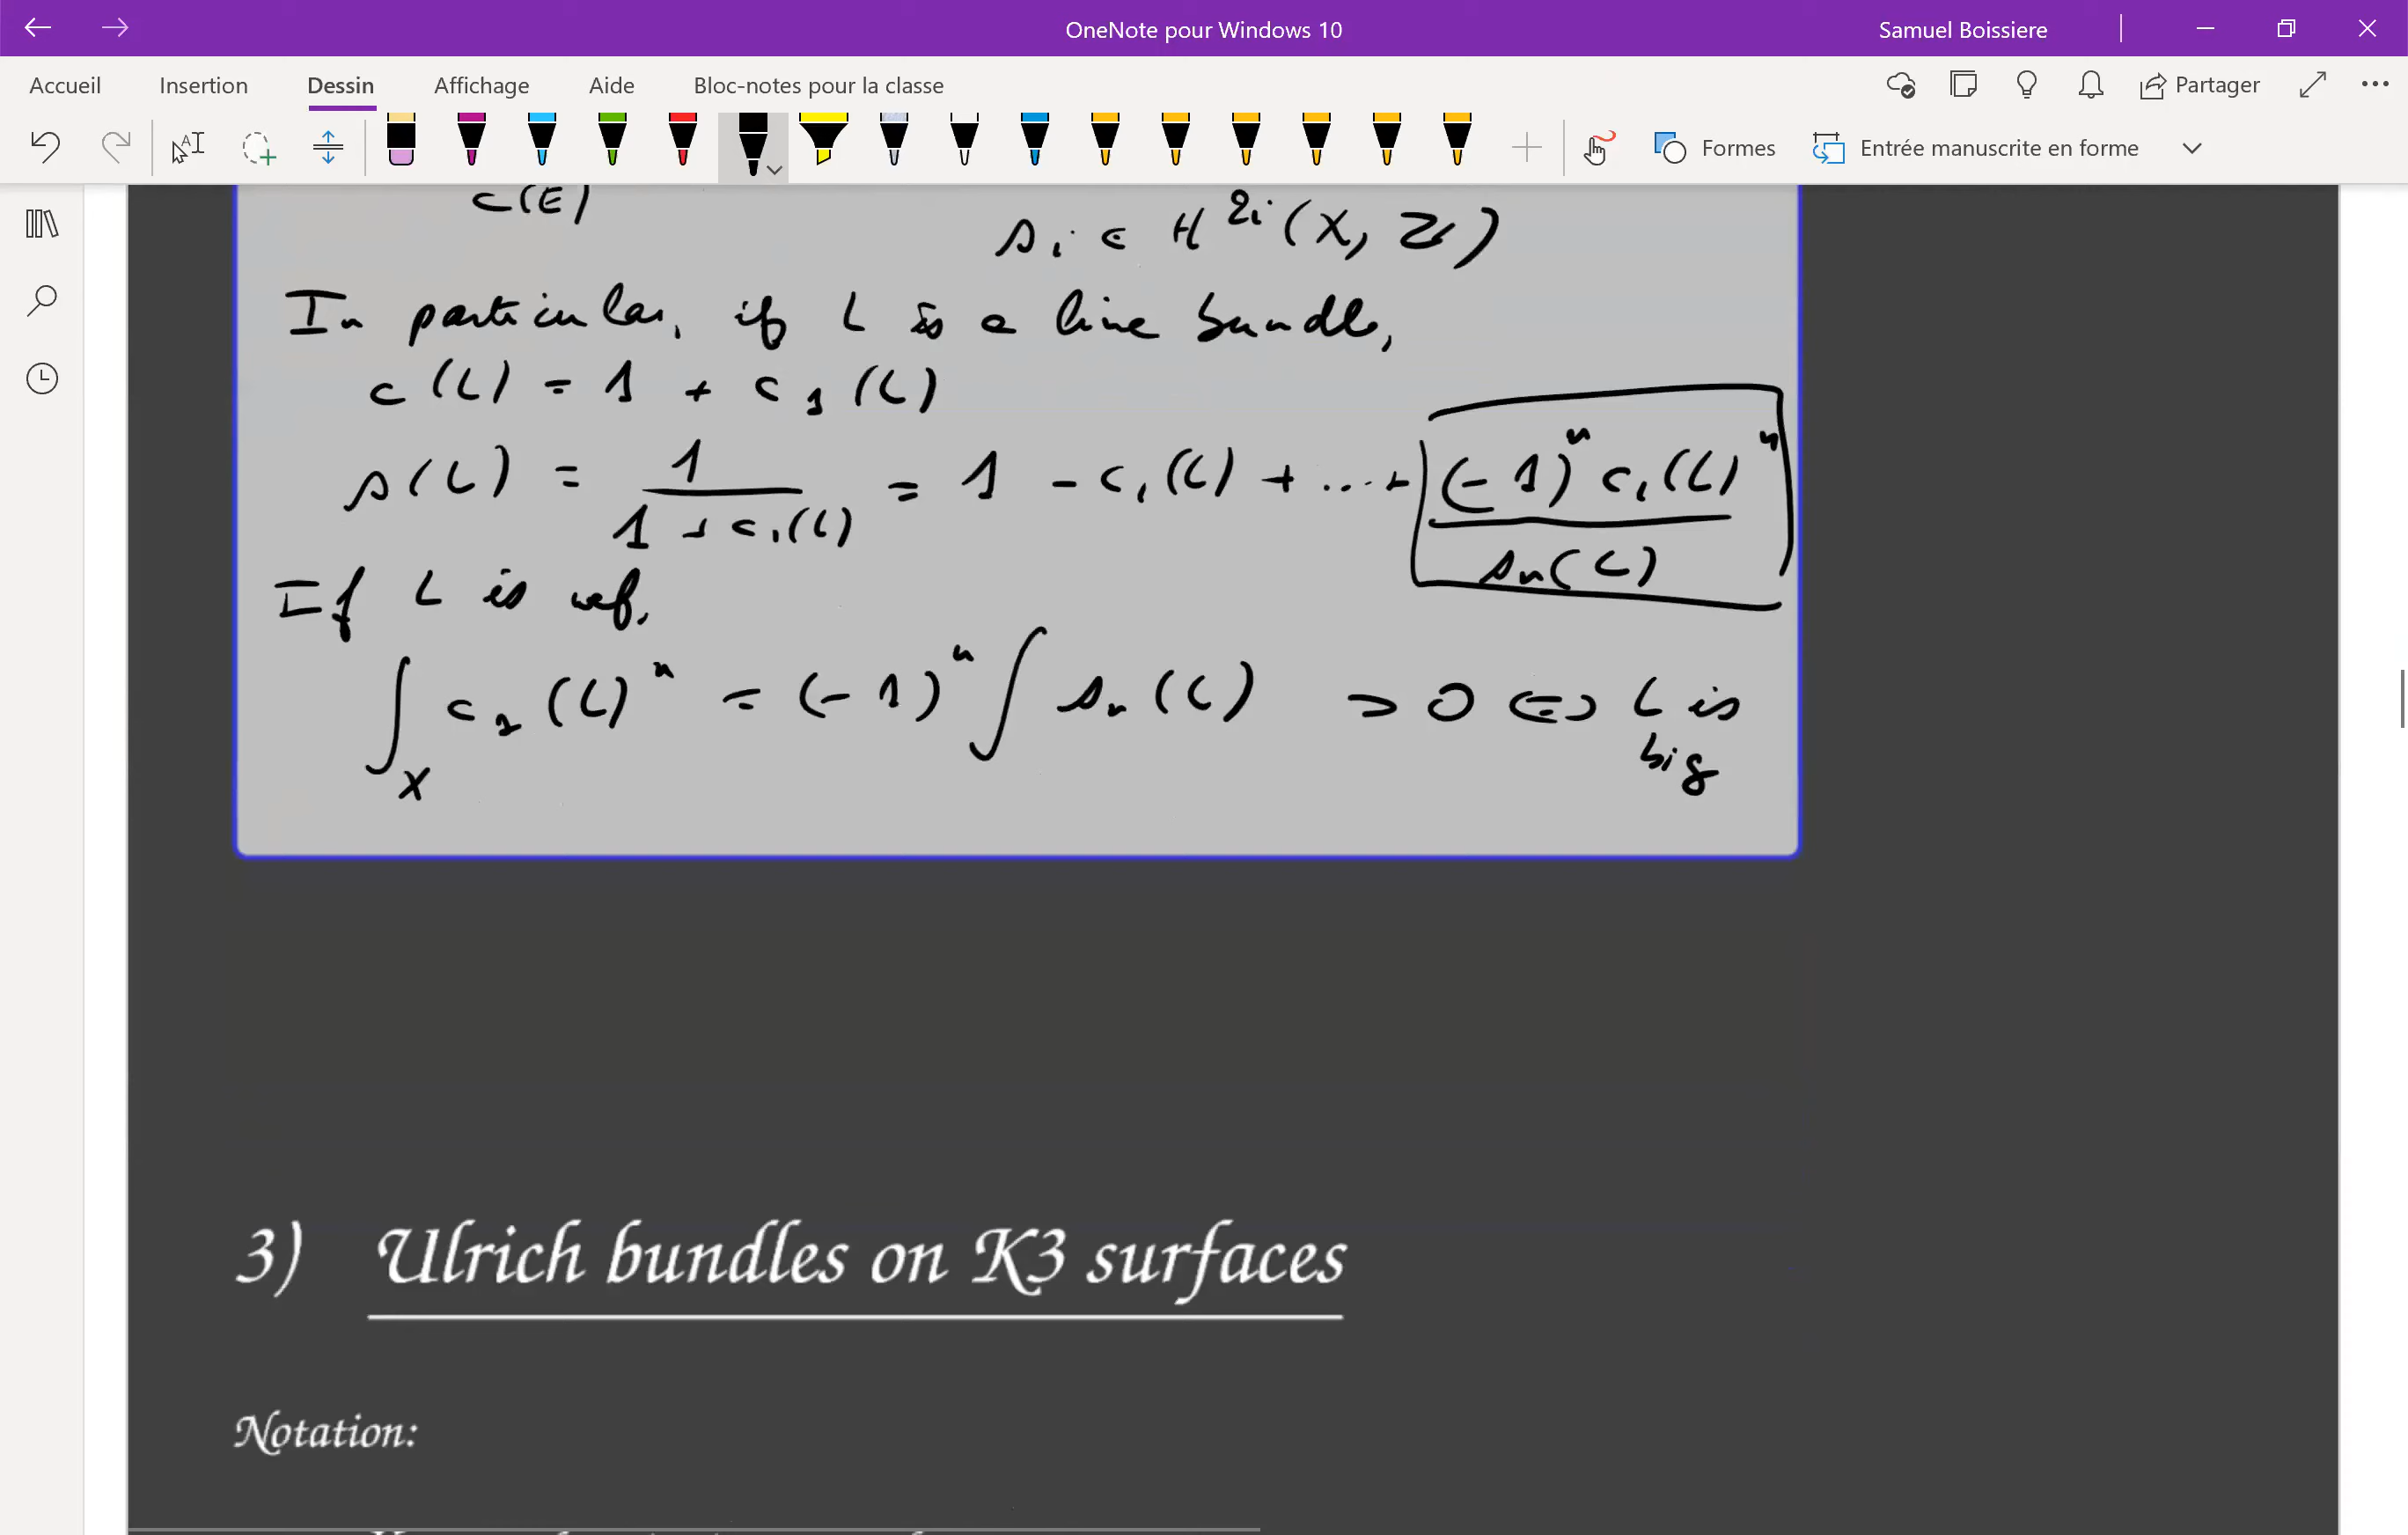 OneNote pour Windows 10
Samuel Boissiere
Accueil Insertion Dessin Affichage Aide Bloc-notes pour la classe
Partager
Formes
Entrée manuscrite en forme
c(E)
s_i ∈ H^{2i}(X, Z)
In particular, if L is a line bundle,
c(L) = 1 + c_1(L)
s(L) = 1 / (1 + c_1(L)) = 1 - c_1(L) + ... + (-1)^n c_1(L)^n
s_n(L)
If L is nef,
∫_X c_1(L)^n = (-1)^n ∫ s_n(L) > 0 <=> L is
big
3) Ulrich bundles on K3 surfaces
Notation: